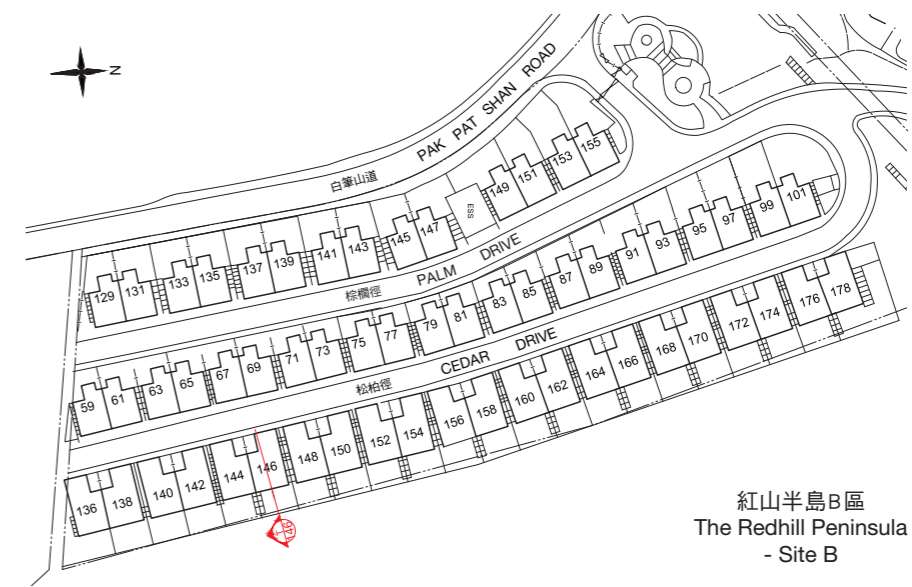 N
PAK PAT SHAN ROAD
白筆山道
129 131 133 135 137 139 141 143 145 147 ESS 149 151 153 155
棕櫚徑 PALM DRIVE
59 61 63 65 67 69 71 73 75 77 79 81 83 85 87 89 91 93 95 97 99 101
松柏徑 CEDAR DRIVE
136 138 140 142 144 146 148 150 152 154 156 158 160 162 164 166 168 170 172 174 176 178
146
紅山半島B區
The Redhill Peninsula
- Site B